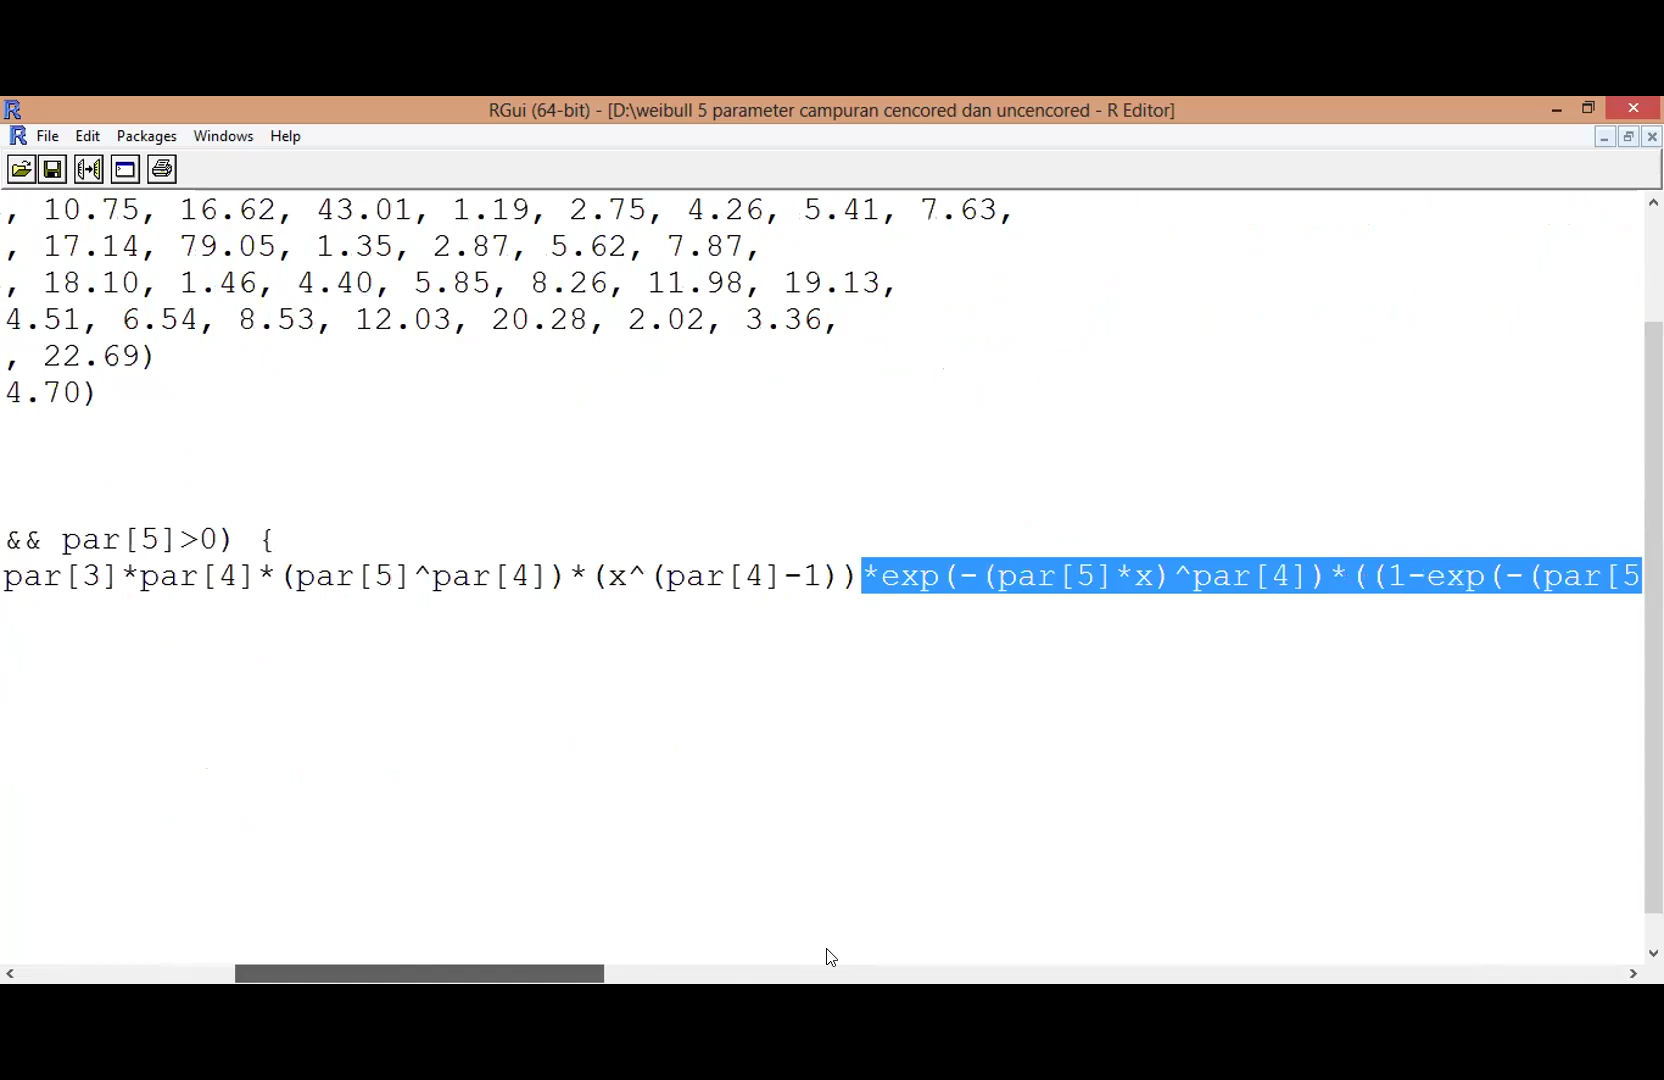 RGui (64-bit) - [D:\weibull 5 parameter campuran cencored dan uncencored - R Editor]
File Edit Packages Windows Help
, 10.75, 16.62, 43.01, 1.19, 2.75, 4.26, 5.41, 7.63,
, 17.14, 79.05, 1.35, 2.87, 5.62, 7.87,
, 18.10, 1.46, 4.40, 5.85, 8.26, 11.98, 19.13,
4.51, 6.54, 8.53, 12.03, 20.28, 2.02, 3.36,
, 22.69)
4.70)
&& par[5]>0) {
par[3]*par[4]*(par[5]^par[4])*(x^(par[4]-1))*exp(-(par[5]*x)^par[4])*((1-exp(-(par[5